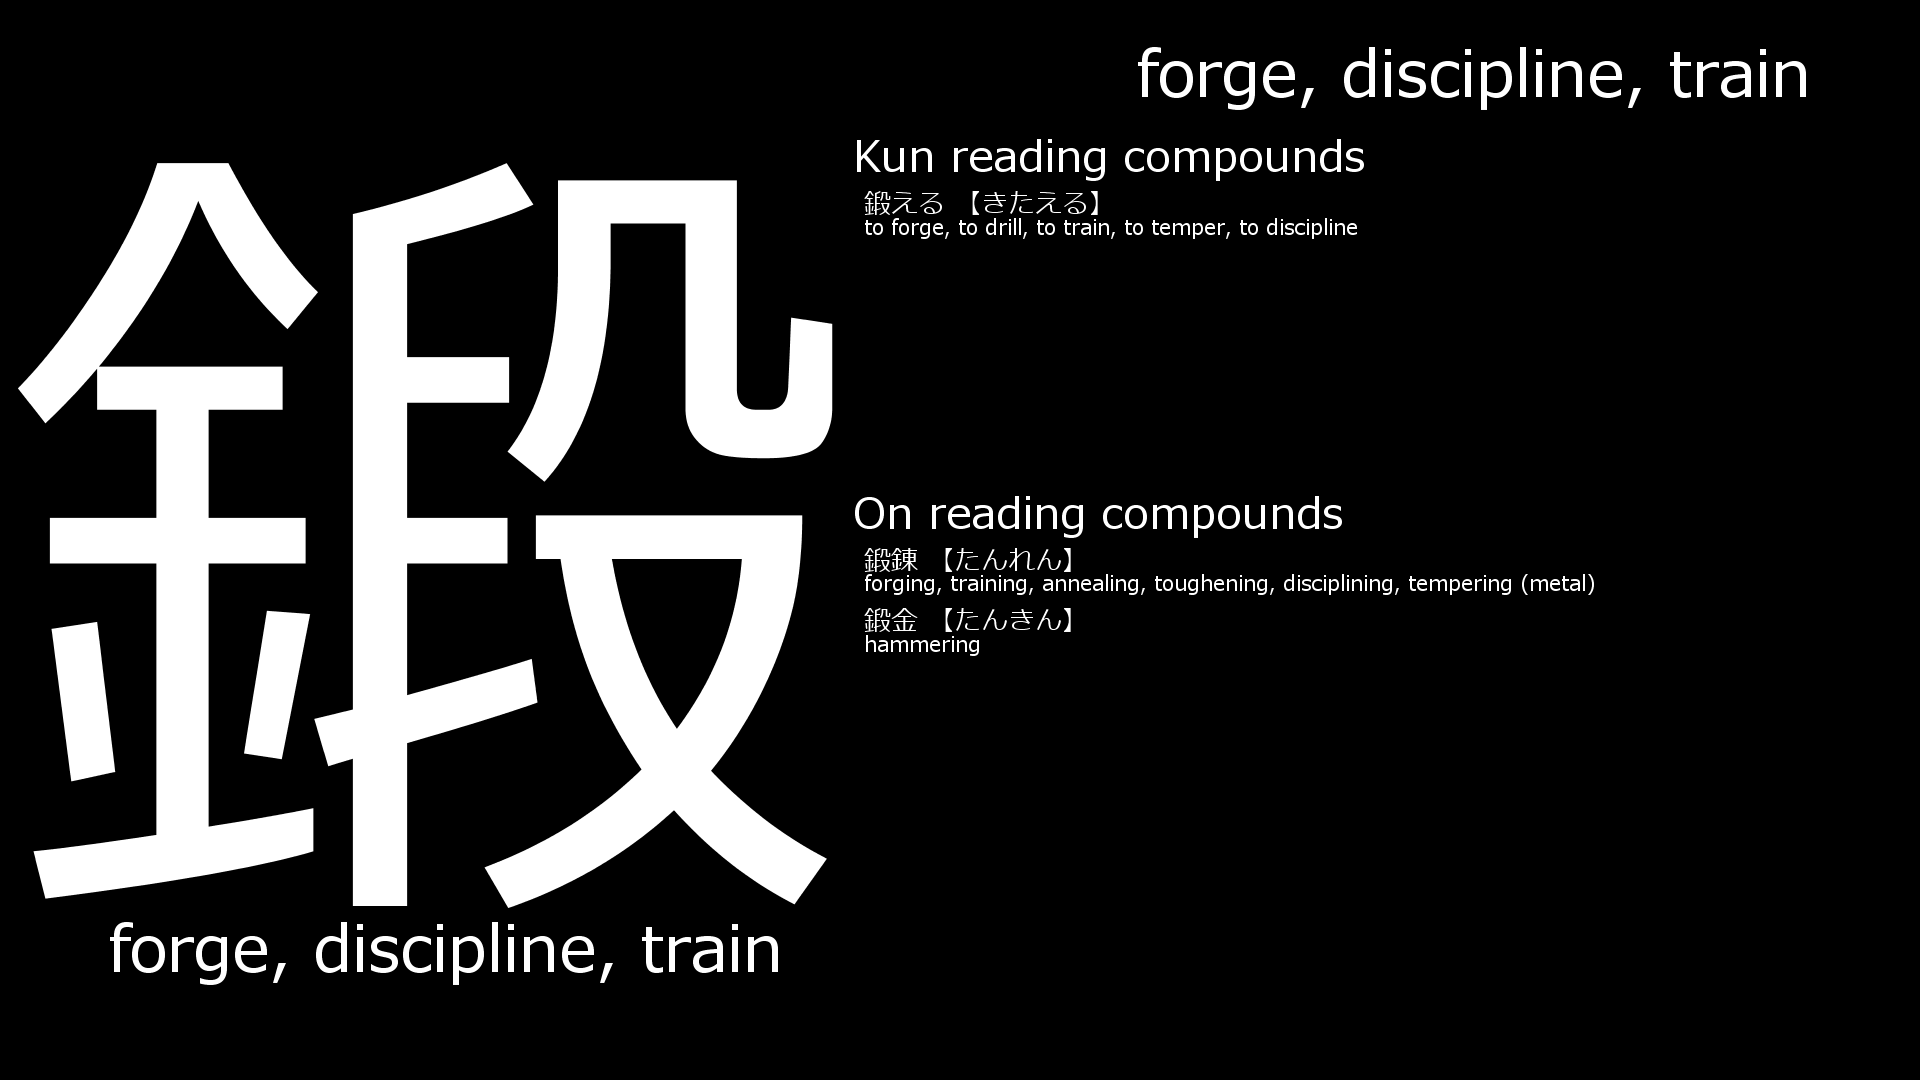 鍛
forge, discipline, train
forge, discipline, train
Kun reading compounds
鍛える 【きたえる】
to forge, to drill, to train, to temper, to discipline
On reading compounds
鍛錬 【たんれん】
forging, training, annealing, toughening, disciplining, tempering (metal)
鍛金 【たんきん】
hammering